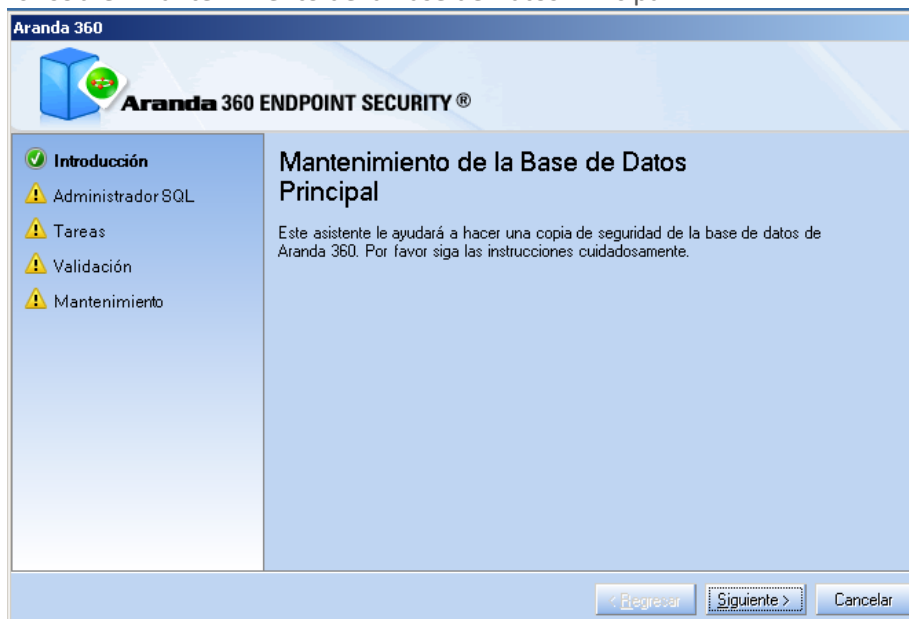 Aranda 360
Aranda 360 ENDPOINT SECURITY ®
Introducción
Administrador SQL
Tareas
Validación
Mantenimiento
Mantenimiento de la Base de Datos
Principal
Este asistente le ayudará a hacer una copia de seguridad de la base de datos de
Aranda 360. Por favor siga las instrucciones cuidadosamente.
< Regresar
Siguiente >
Cancelar